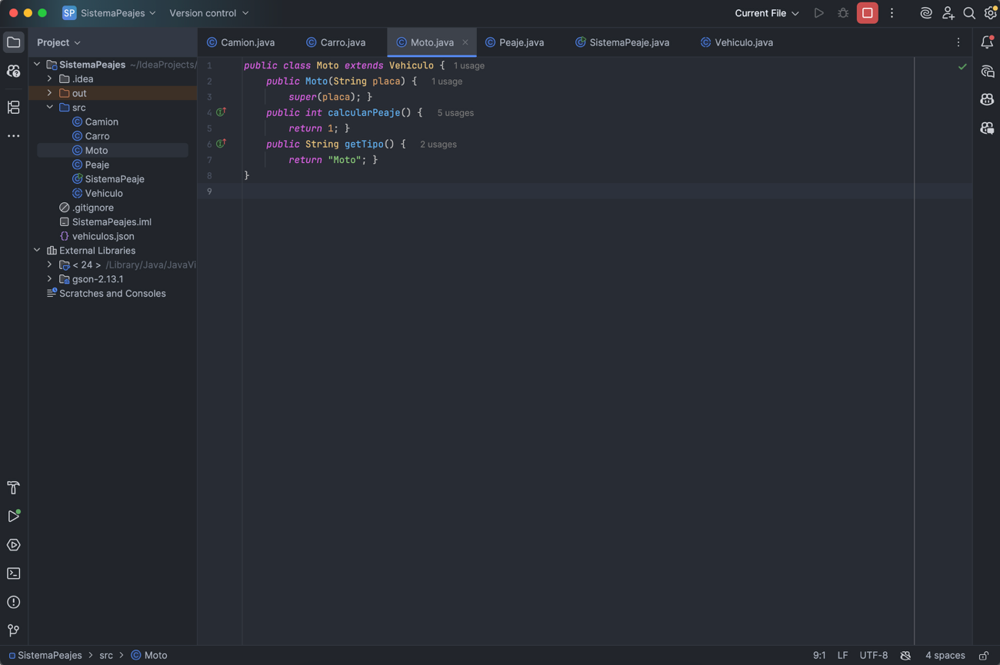 SP SistemaPeajes Version control Current File
Project
Camion.java Carro.java Moto.java Peaje.java SistemaPeaje.java Vehiculo.java
SistemaPeajes ~/IdeaProjects/
.idea
out
src
Camion
Carro
Moto
Peaje
SistemaPeaje
Vehiculo
.gitignore
SistemaPeajes.iml
vehiculos.json
External Libraries
< 24 > /Library/Java/JavaVi
gson-2.13.1
Scratches and Consoles
1 public class Moto extends Vehiculo { 1 usage
2 public Moto(String placa) { 1 usage
3 super(placa); }
4 public int calcularPeaje() { 5 usages
5 return 1; }
6 public String getTipo() { 2 usages
7 return "Moto"; }
8 }
9
SistemaPeajes > src > Moto 9:1 LF UTF-8 4 spaces